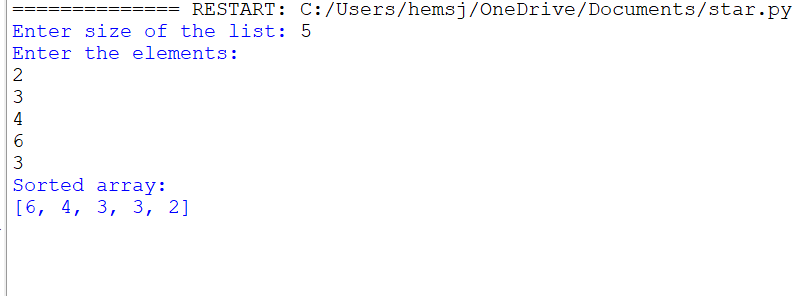 ============== RESTART: C:/Users/hemsj/OneDrive/Documents/star.py
Enter size of the list: 5
Enter the elements:
2
3
4
6
3
Sorted array:
[6, 4, 3, 3, 2]